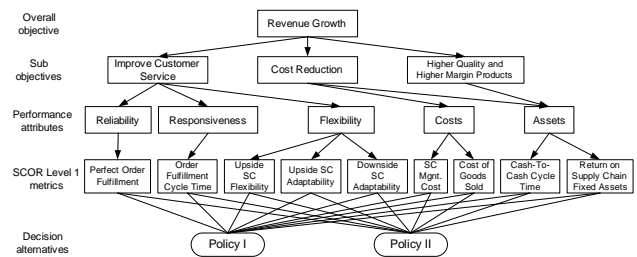 Overall
objective
Revenue Growth
Sub
objectives
Improve Customer
Service
Cost Reduction
Higher Quality and
Higher Margin Products
Performance
attributes
Reliability
Responsiveness
Flexibility
Costs
Assets
SCOR Level 1
metrics
Perfect Order
Fulfillment
Order
Fulfillment
Cycle Time
Upside
SC
Flexibility
Upside SC
Adaptability
Downside
SC
Adaptability
SC
Mgnt.
Cost
Cost of
Goods
Sold
Cash-To-
Cash Cycle
Time
Return on
Supply Chain
Fixed Assets
Decision
alternatives
Policy I
Policy II